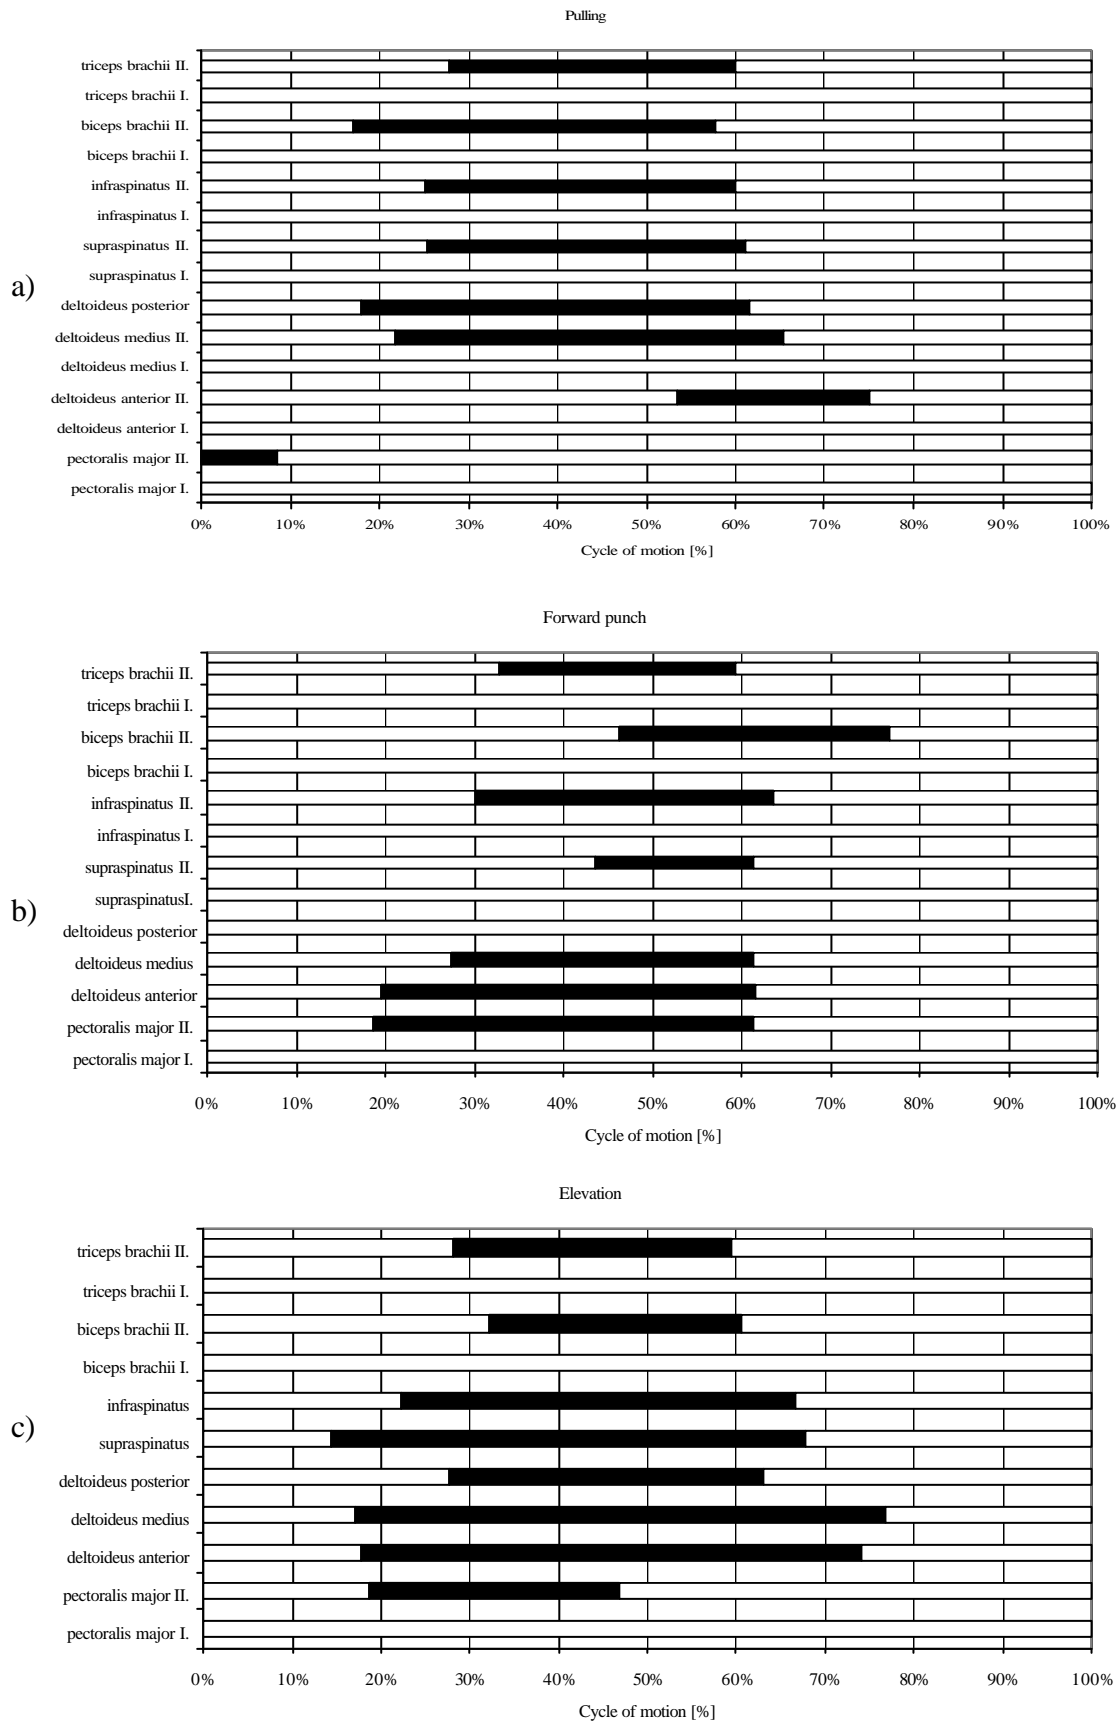 Pulling
triceps brachii II.
triceps brachii I.
biceps brachii II.
biceps brachii I.
infraspinatus II.
infraspinatus I.
supraspinatus II.
supraspinatus I.
a)
deltoideus posterior
deltoideus medius II.
deltoideus medius I.
deltoideus anterior II.
deltoideus anterior I.
pectoralis major II.
pectoralis major I.
0% 10% 20% 30% 40% 50% 60% 70% 80% 90% 100%
Cycle of motion [%]
Forward punch
triceps brachii II.
triceps brachii I.
biceps brachii II.
biceps brachii I.
infraspinatus II.
infraspinatus I.
supraspinatus II.
supraspinatusI.
b)
deltoideus posterior
deltoideus medius
deltoideus anterior
pectoralis major II.
pectoralis major I.
0% 10% 20% 30% 40% 50% 60% 70% 80% 90% 100%
Cycle of motion [%]
Elevation
triceps brachii II.
triceps brachii I.
biceps brachii II.
biceps brachii I.
infraspinatus
c)
supraspinatus
deltoideus posterior
deltoideus medius
deltoideus anterior
pectoralis major II.
pectoralis major I.
0% 10% 20% 30% 40% 50% 60% 70% 80% 90% 100%
Cycle of motion [%]